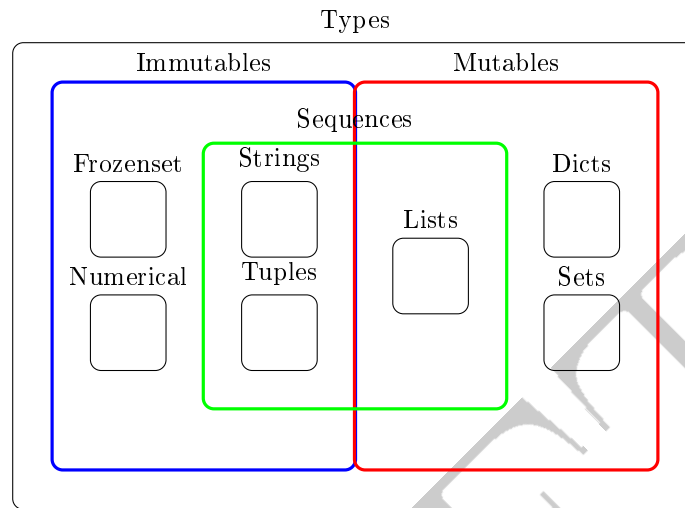 Types
Immutables Mutables
Sequences
Frozenset Strings Dicts
Lists
Numerical Tuples Sets